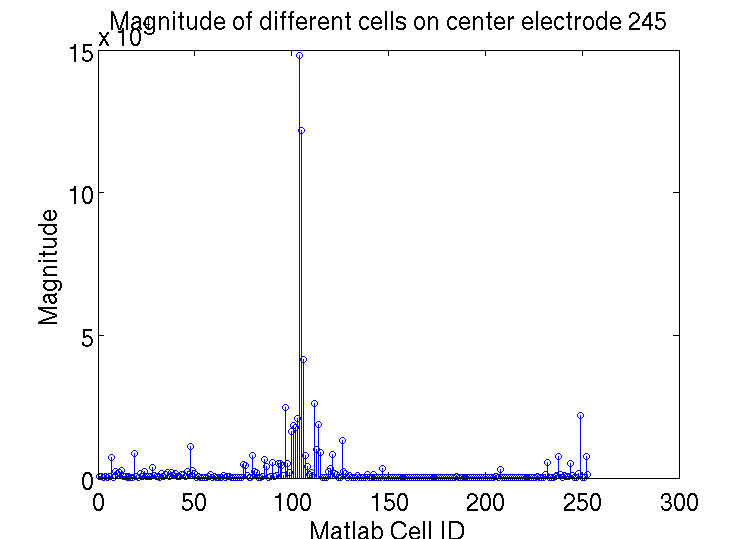 Magnitude of different cells on center electrode 245
x 10
15
10
5
0
Magnitude
0 50 100 150 200 250 300
Matlab Cell ID